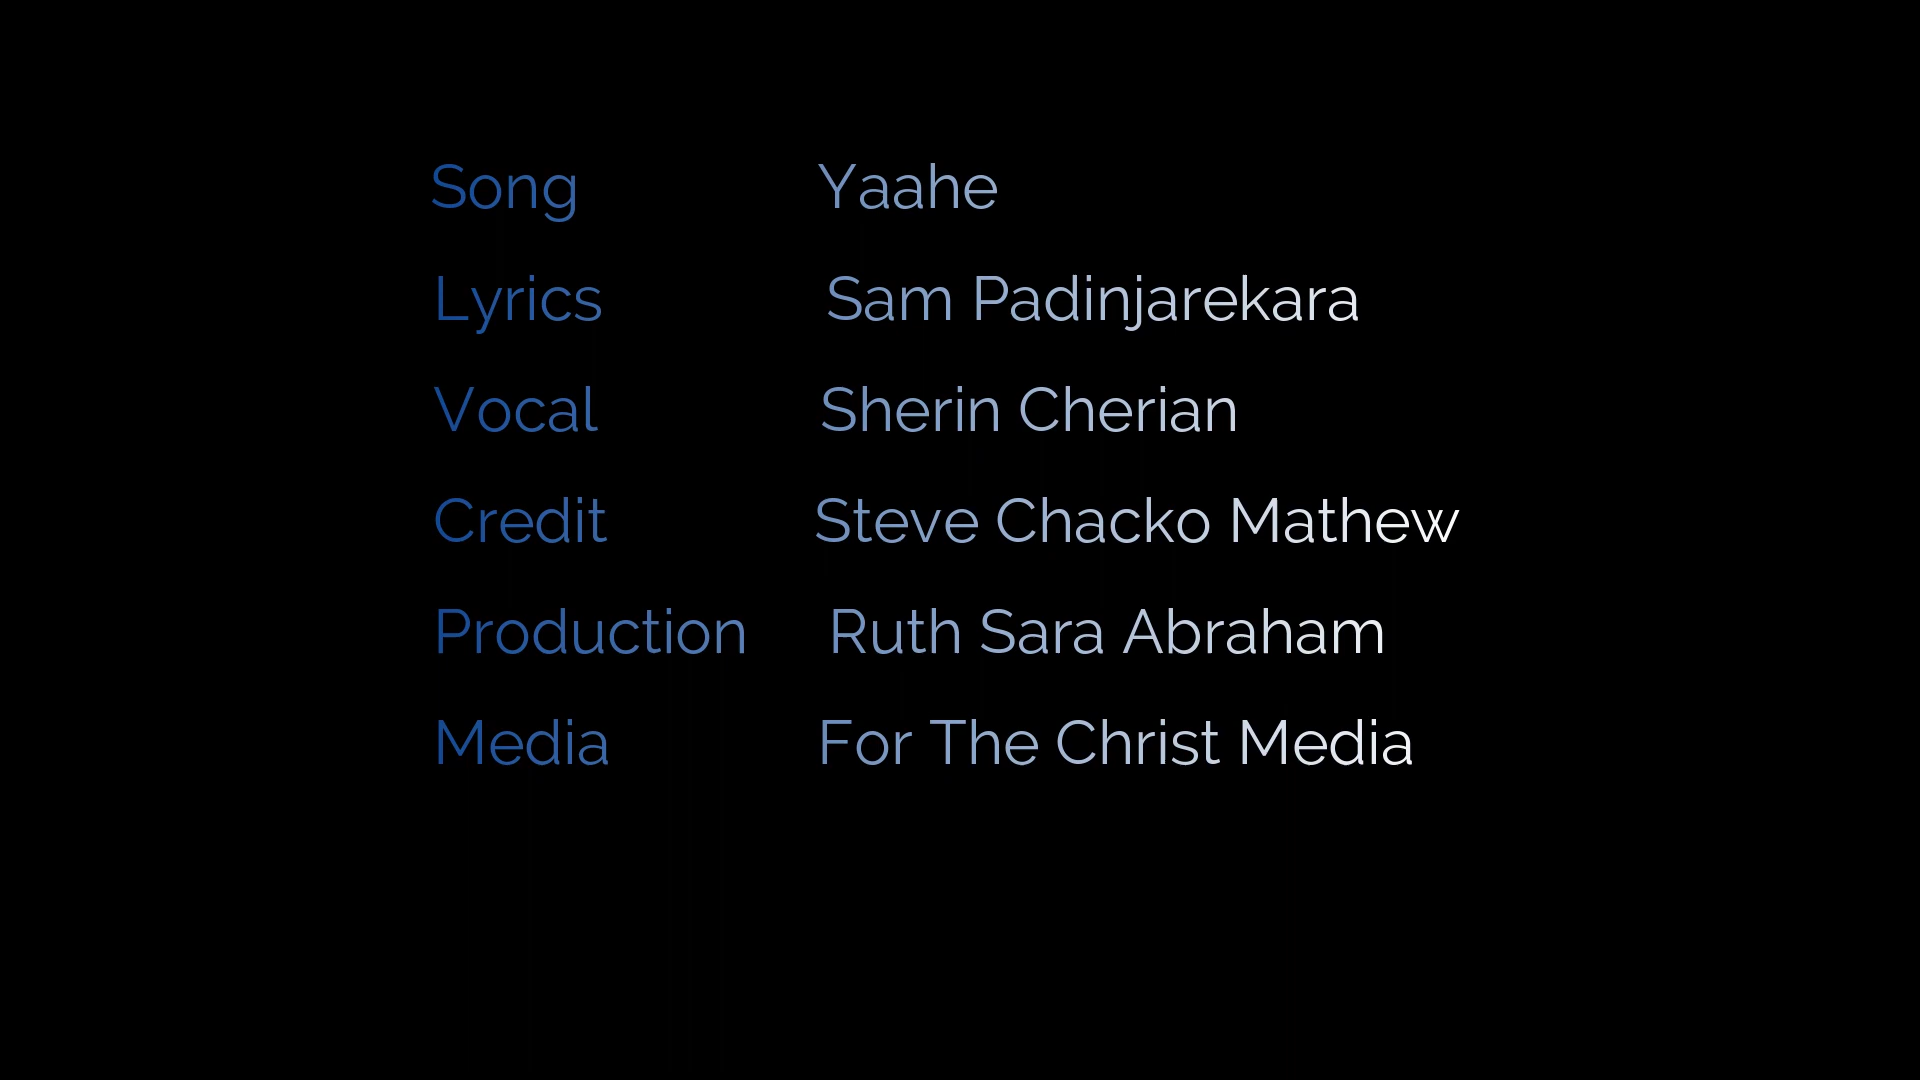 Song Yaahe
Lyrics Sam Padinjarekara
Vocal Sherin Cherian
Credit Steve Chacko Mathew
Production Ruth Sara Abraham
Media For The Christ Media